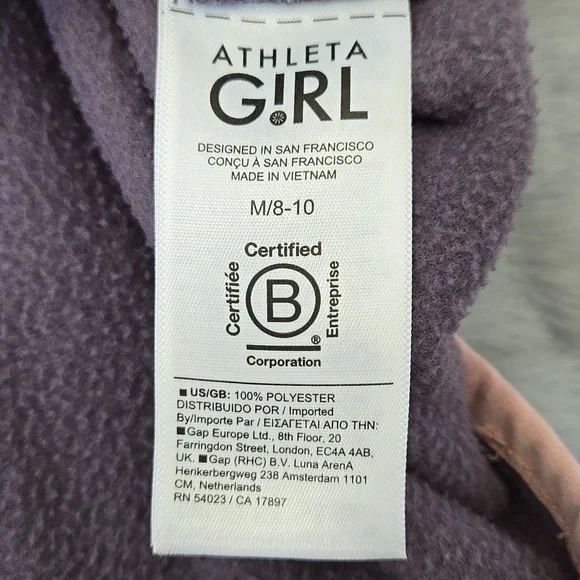 ATHLETA
G!RL
DESIGNED IN SAN FRANCISCO
CONÇU À SAN FRANCISCO
MADE IN VIETNAM
M/8-10
Certified
Certifiée
B
Entreprise
®
Corporation
■ US/GB: 100% POLYESTER
DISTRIBUIDO POR / Imported
By/Importe Par / ΕΙΣΑΓΕΤΑΙ ΑΠΟ ΤΗΝ:
■ Gap Europe Ltd., 8th Floor, 20
Farringdon Street, London, EC4A 4AB,
UK. ■ Gap (RHC) B.V. Luna ArenA
Herikerbergweg 238 Amsterdam 1101
CM, Netherlands
RN 54023 / CA 17897